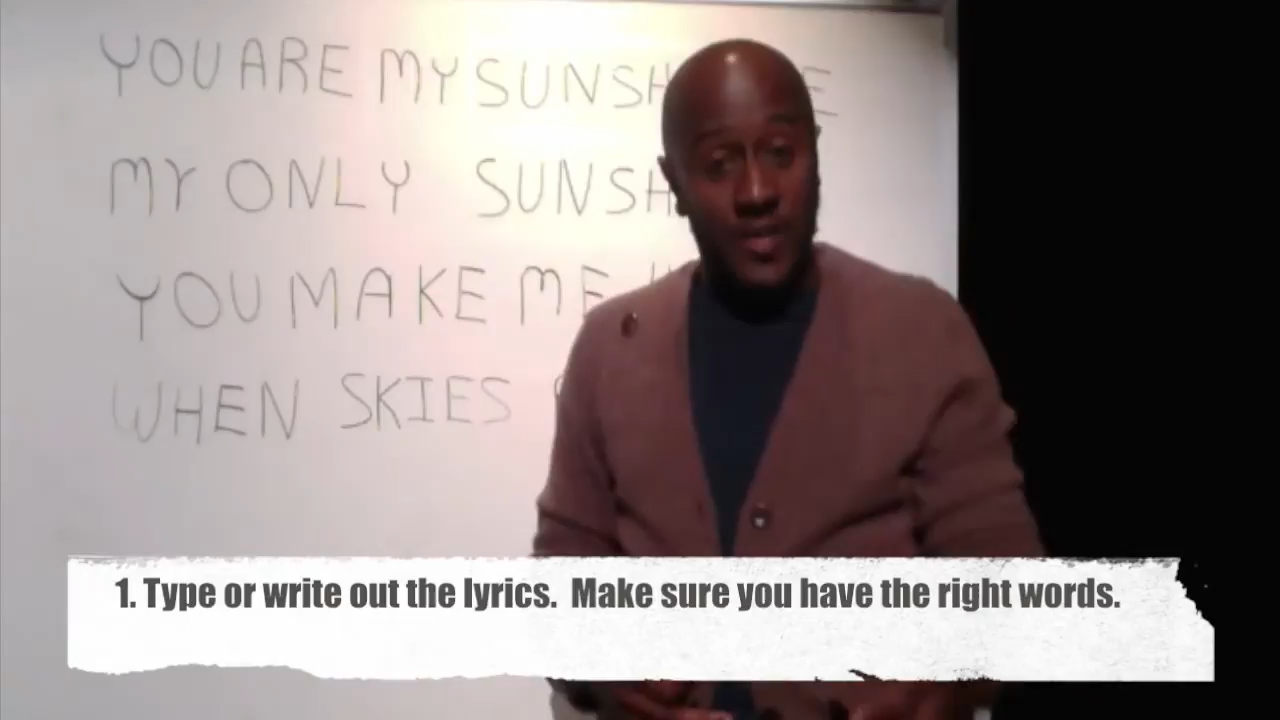 YOU ARE MY SUNSH E
MY ONLY SUNSH
YOU MAKE ME
WHEN SKIES
1. Type or write out the lyrics. Make sure you have the right words.